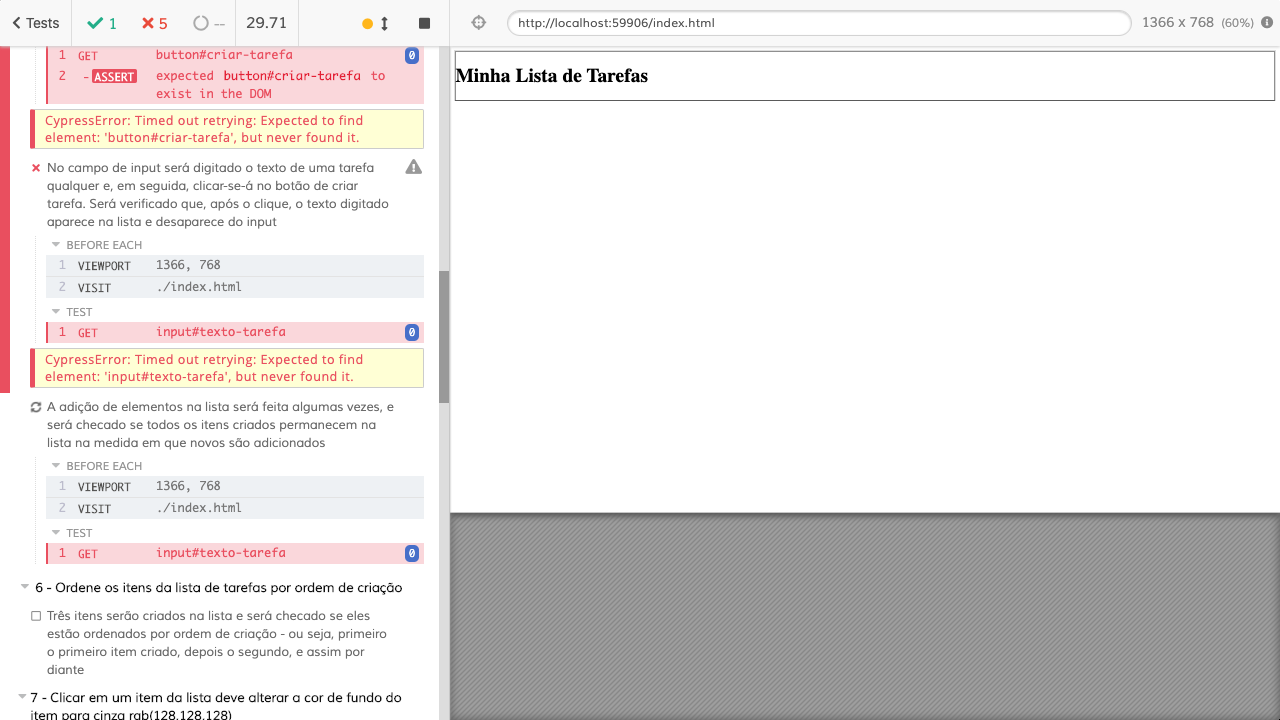 Tests 1 5 -- 29.71 http://localhost:59906/index.html 1366 x 768 (60%)
1 GET button#criar-tarefa 0
2 - ASSERT expected button#criar-tarefa to
exist in the DOM
CypressError: Timed out retrying: Expected to find
element: 'button#criar-tarefa', but never found it.
No campo de input será digitado o texto de uma tarefa
qualquer e, em seguida, clicar-se-á no botão de criar
tarefa. Será verificado que, após o clique, o texto digitado
aparece na lista e desaparece do input
BEFORE EACH
1 VIEWPORT 1366, 768
2 VISIT ./index.html
TEST
1 GET input#texto-tarefa 0
CypressError: Timed out retrying: Expected to find
element: 'input#texto-tarefa', but never found it.
A adição de elementos na lista será feita algumas vezes, e
será checado se todos os itens criados permanecem na
lista na medida em que novos são adicionados
BEFORE EACH
1 VIEWPORT 1366, 768
2 VISIT ./index.html
TEST
1 GET input#texto-tarefa 0
6 - Ordene os itens da lista de tarefas por ordem de criação
Três itens serão criados na lista e será checado se eles
estão ordenados por ordem de criação - ou seja, primeiro
o primeiro item criado, depois o segundo, e assim por
diante
7 - Clicar em um item da lista deve alterar a cor de fundo do
item para cinza rgb(128,128,128)
Minha Lista de Tarefas